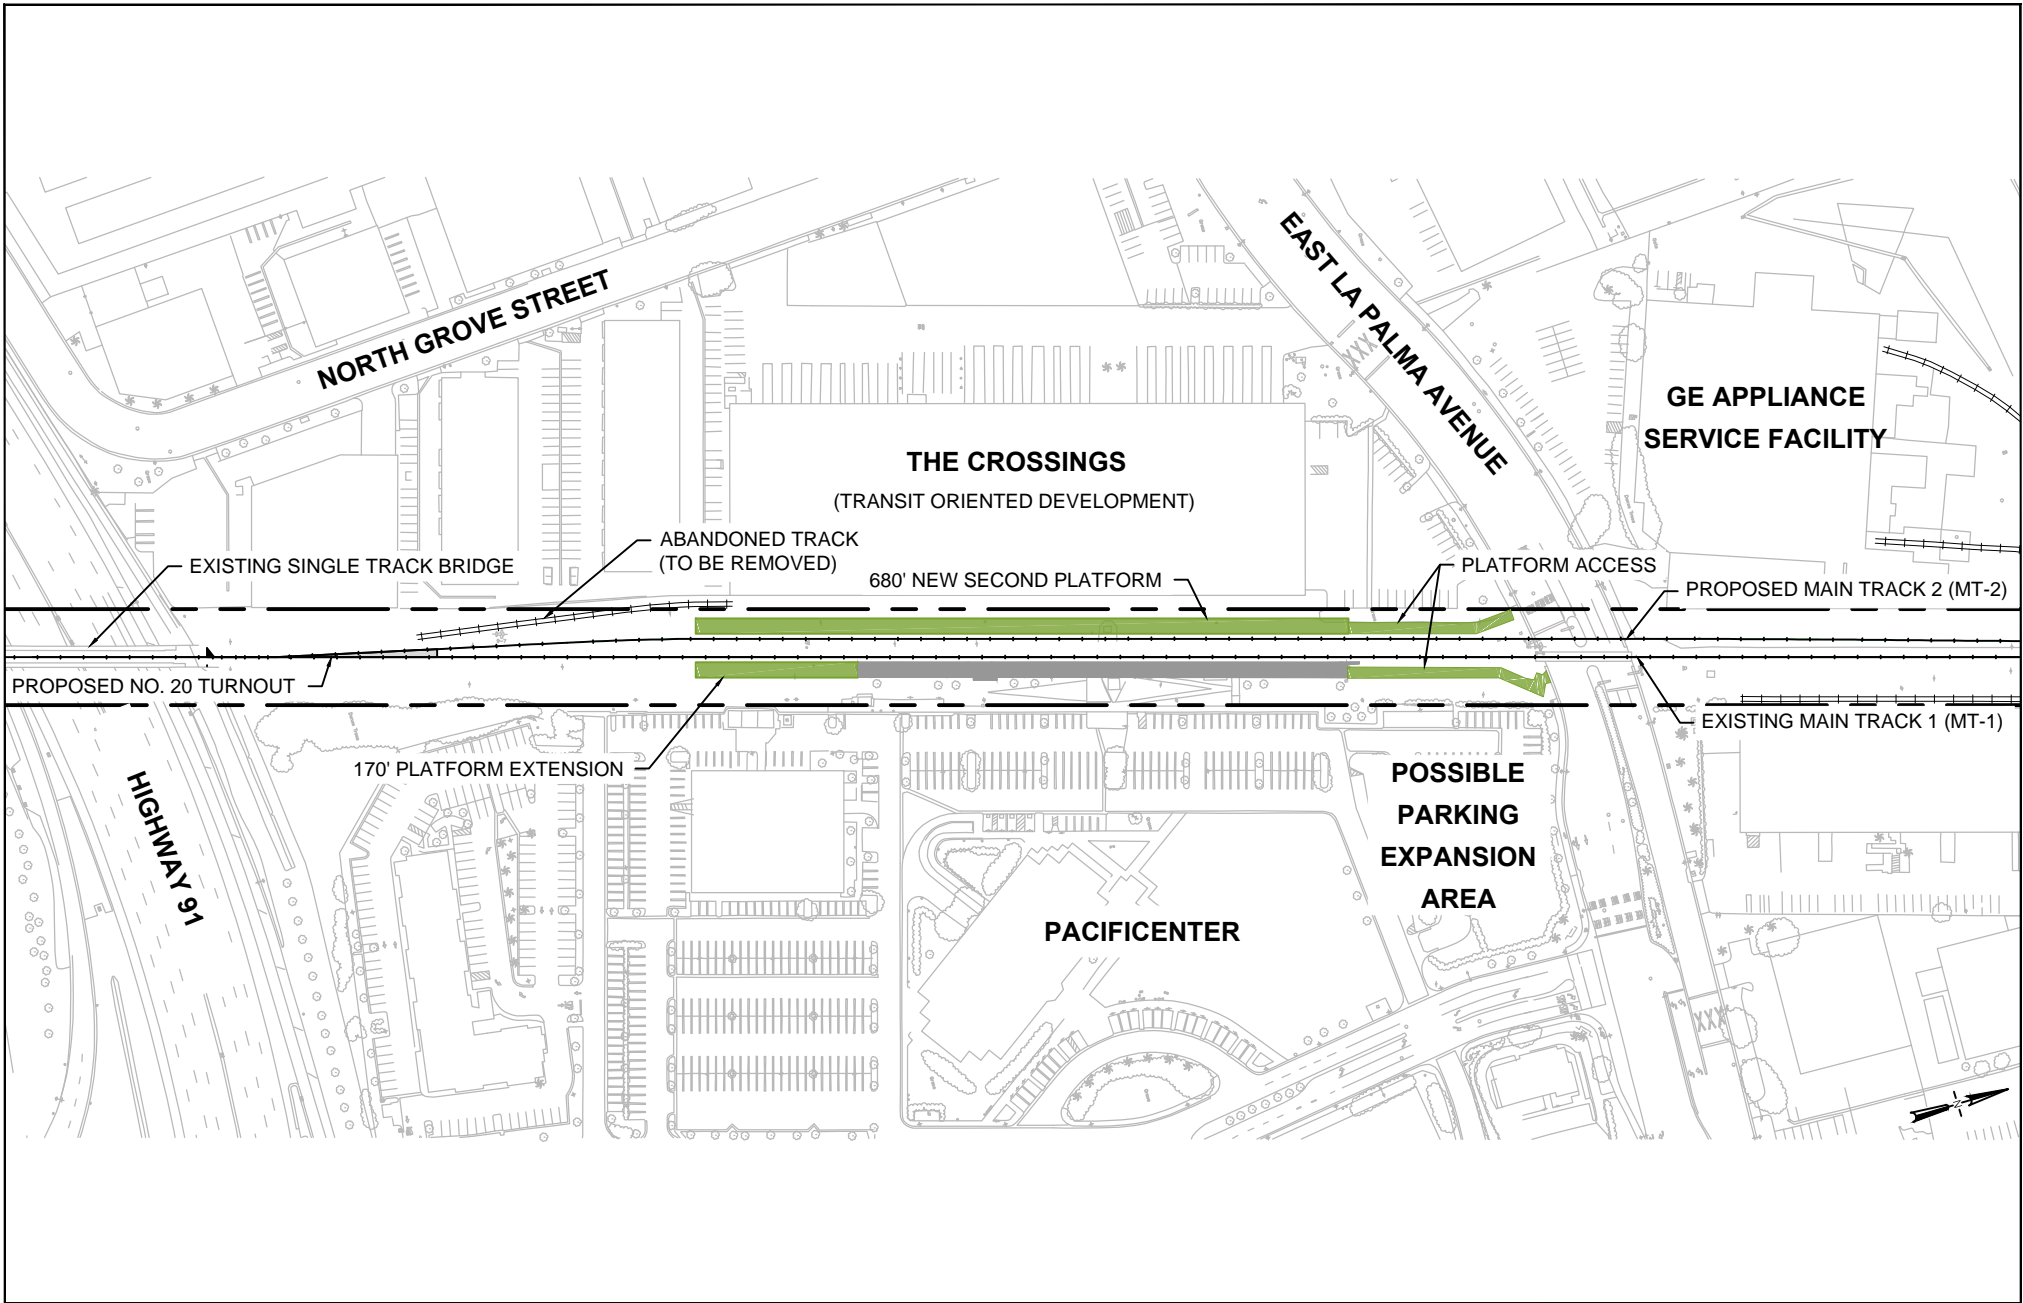 NORTH GROVE STREET
EAST LA PALMA AVENUE
GE APPLIANCE
SERVICE FACILITY
THE CROSSINGS
(TRANSIT ORIENTED DEVELOPMENT)
ABANDONED TRACK
(TO BE REMOVED)
EXISTING SINGLE TRACK BRIDGE
680' NEW SECOND PLATFORM
PLATFORM ACCESS
PROPOSED MAIN TRACK 2 (MT-2)
PROPOSED NO. 20 TURNOUT
EXISTING MAIN TRACK 1 (MT-1)
170' PLATFORM EXTENSION
HIGHWAY 91
POSSIBLE
PARKING
EXPANSION
AREA
PACIFICENTER
N